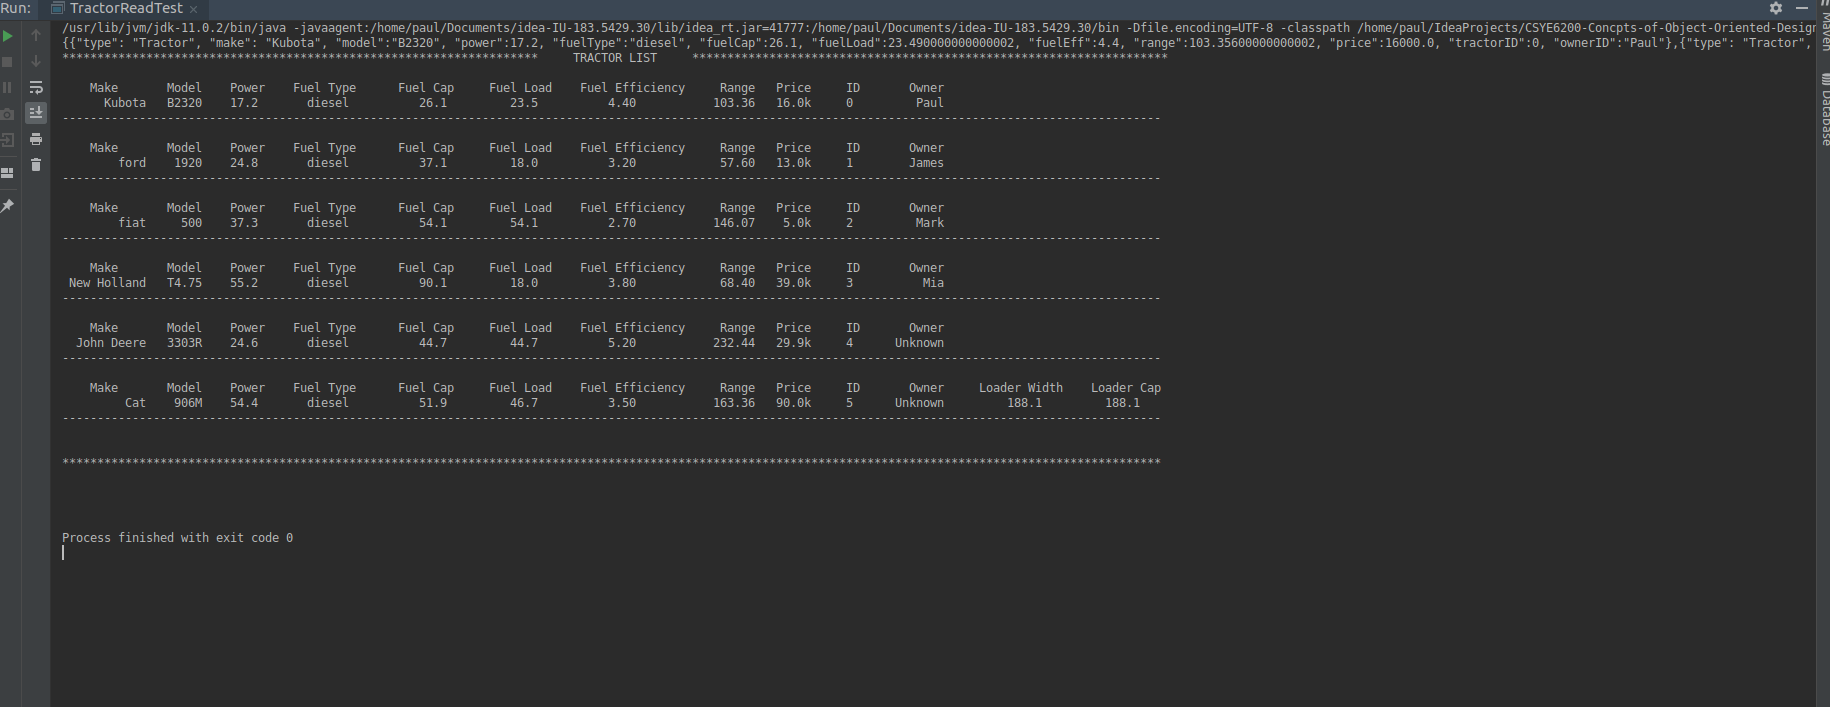 Run: TractorReadTest
/usr/lib/jvm/jdk-11.0.2/bin/java -javaagent:/home/paul/Documents/idea-IU-183.5429.30/lib/idea_rt.jar=41777:/home/paul/Documents/idea-IU-183.5429.30/bin -Dfile.encoding=UTF-8 -classpath /home/paul/IdeaProjects/CSYE6200-Concpts-of-Object-Oriented-Desig
{{"type": "Tractor", "make": "Kubota", "model":"B2320", "power":17.2, "fuelType":"diesel", "fuelCap":26.1, "fuelLoad":23.490000000000002, "fuelEff":4.4, "range":103.35600000000002, "price":16000.0, "tractorID":0, "ownerID":"Paul"},{"type": "Tractor",
******************************************************************** TRACTOR LIST ********************************************************************
Make Model Power Fuel Type Fuel Cap Fuel Load Fuel Efficiency Range Price ID Owner
Kubota B2320 17.2 diesel 26.1 23.5 4.40 103.36 16.0k 0 Paul
-------------------------------------------------------------------------------------------------------------------------------------------------------------
Make Model Power Fuel Type Fuel Cap Fuel Load Fuel Efficiency Range Price ID Owner
ford 1920 24.8 diesel 37.1 18.0 3.20 57.60 13.0k 1 James
-------------------------------------------------------------------------------------------------------------------------------------------------------------
Make Model Power Fuel Type Fuel Cap Fuel Load Fuel Efficiency Range Price ID Owner
fiat 500 37.3 diesel 54.1 54.1 2.70 146.07 5.0k 2 Mark
-------------------------------------------------------------------------------------------------------------------------------------------------------------
Make Model Power Fuel Type Fuel Cap Fuel Load Fuel Efficiency Range Price ID Owner
New Holland T4.75 55.2 diesel 90.1 18.0 3.80 68.40 39.0k 3 Mia
-------------------------------------------------------------------------------------------------------------------------------------------------------------
Make Model Power Fuel Type Fuel Cap Fuel Load Fuel Efficiency Range Price ID Owner
John Deere 3303R 24.6 diesel 44.7 44.7 5.20 232.44 29.9k 4 Unknown
-------------------------------------------------------------------------------------------------------------------------------------------------------------
Make Model Power Fuel Type Fuel Cap Fuel Load Fuel Efficiency Range Price ID Owner Loader Width Loader Cap
Cat 906M 54.4 diesel 51.9 46.7 3.50 163.36 90.0k 5 Unknown 188.1 188.1
-------------------------------------------------------------------------------------------------------------------------------------------------------------
*************************************************************************************************************************************************************
Process finished with exit code 0
Maven
Database